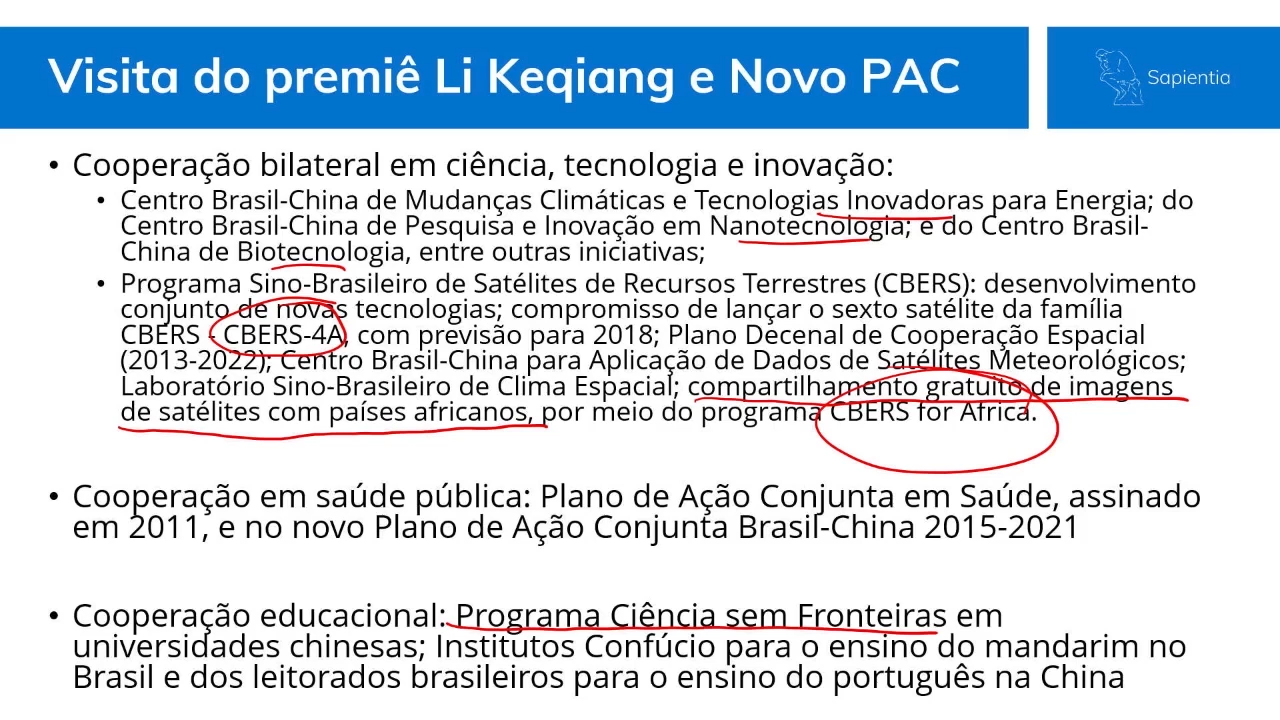 Visita do premiê Li Keqiang e Novo PAC
Sapientia
• Cooperação bilateral em ciência, tecnologia e inovação:
• Centro Brasil-China de Mudanças Climáticas e Tecnologias Inovadoras para Energia; do
Centro Brasil-China de Pesquisa e Inovação em Nanotecnologia; e do Centro Brasil-
China de Biotecnologia, entre outras iniciativas;
• Programa Sino-Brasileiro de Satélites de Recursos Terrestres (CBERS): desenvolvimento
conjunto de novas tecnologias; compromisso de lançar o sexto satélite da família
CBERS - CBERS-4A, com previsão para 2018; Plano Decenal de Cooperação Espacial
(2013-2022); Centro Brasil-China para Aplicação de Dados de Satélites Meteorológicos;
Laboratório Sino-Brasileiro de Clima Espacial; compartilhamento gratuito de imagens
de satélites com países africanos, por meio do programa CBERS for Africa.
• Cooperação em saúde pública: Plano de Ação Conjunta em Saúde, assinado
em 2011, e no novo Plano de Ação Conjunta Brasil-China 2015-2021
• Cooperação educacional: Programa Ciência sem Fronteiras em
universidades chinesas; Institutos Confúcio para o ensino do mandarim no
Brasil e dos leitorados brasileiros para o ensino do português na China